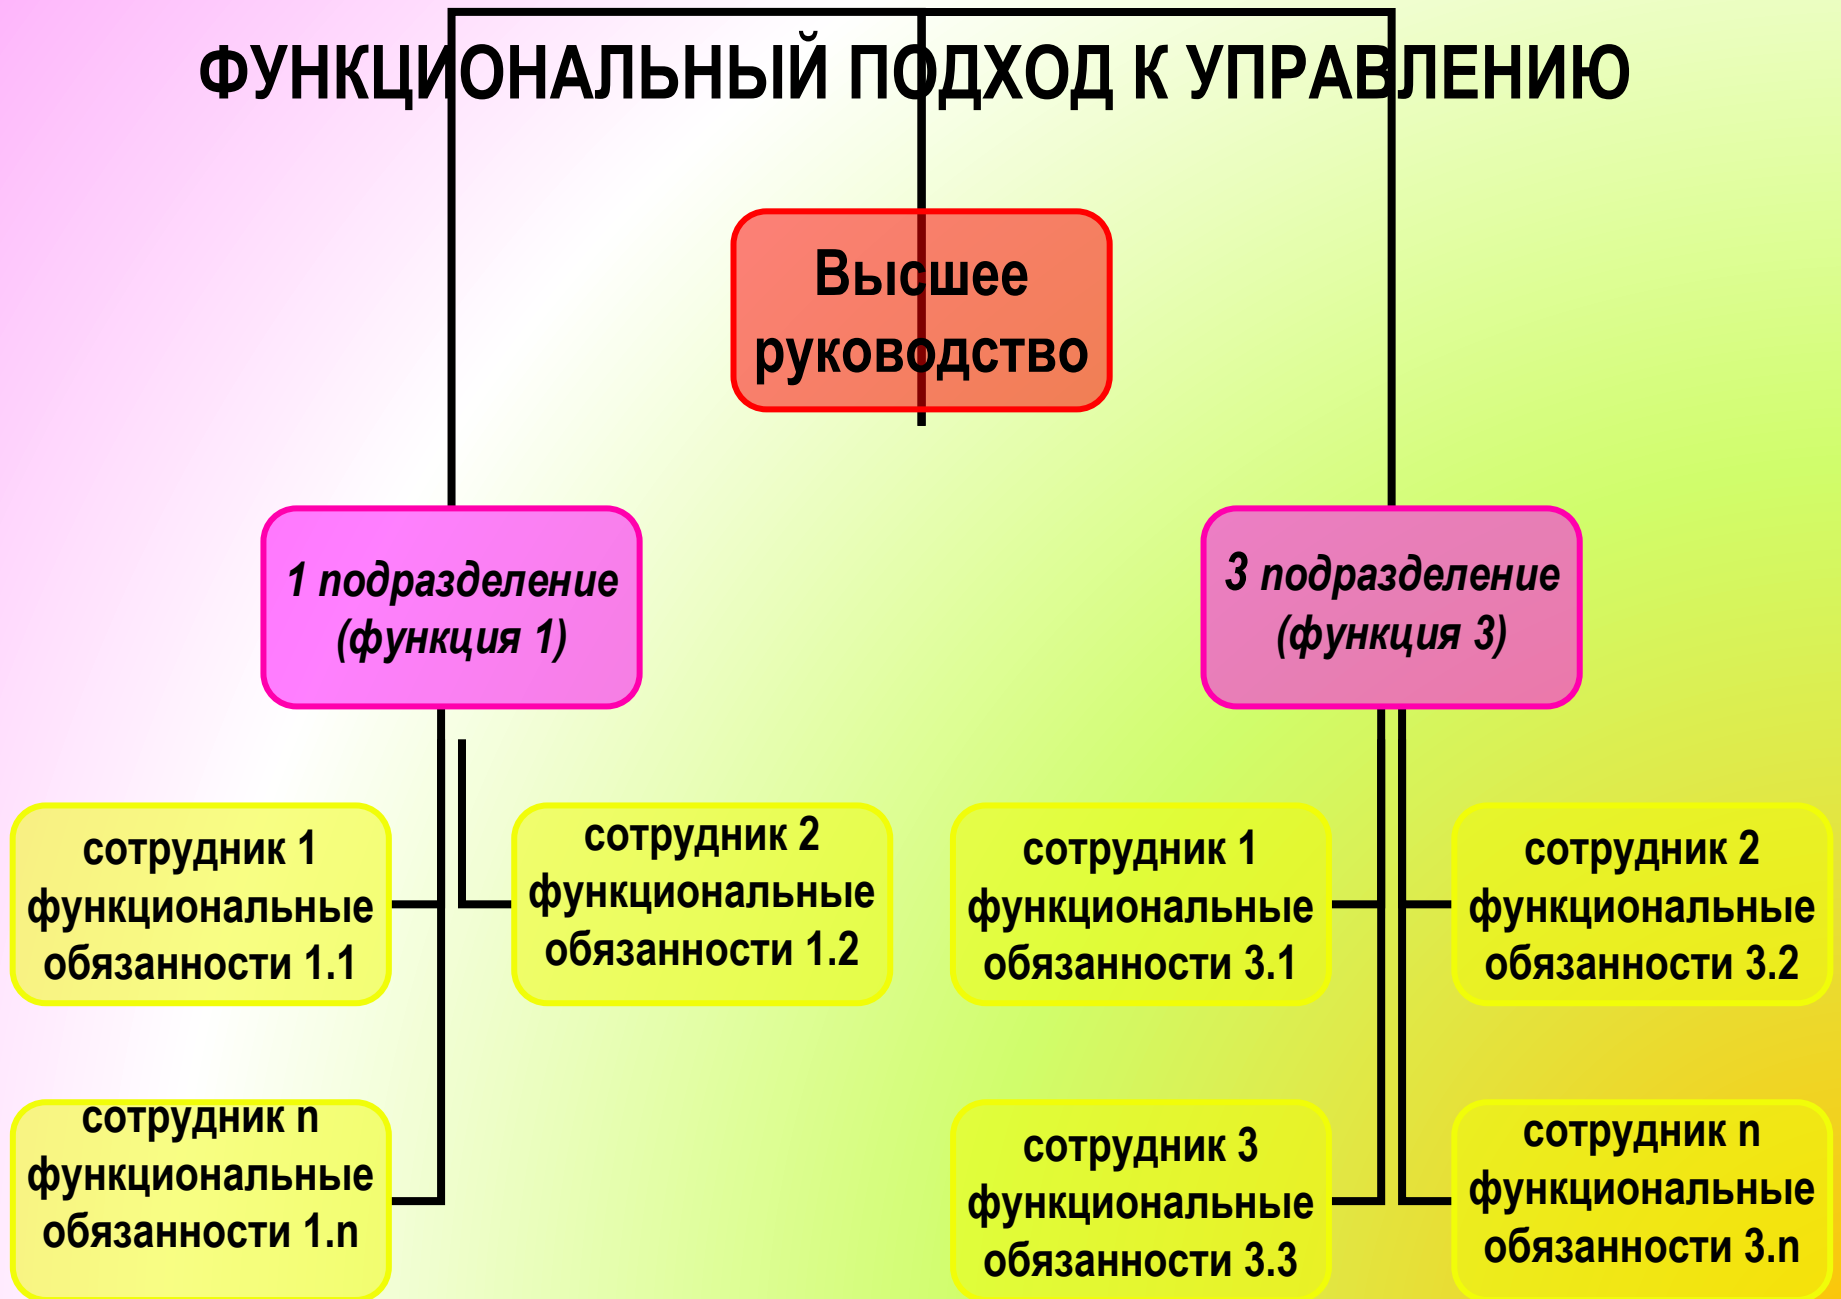 ФУНКЦИОНАЛЬНЫЙ ПОДХОД К УПРАВЛЕНИЮ
Высшее
руководство
1 подразделение
(функция 1)
3 подразделение
(функция 3)
сотрудник 1
функциональные
обязанности 1.1
сотрудник 2
функциональные
обязанности 1.2
сотрудник 1
функциональные
обязанности 3.1
сотрудник 2
функциональные
обязанности 3.2
сотрудник n
функциональные
обязанности 1.n
сотрудник 3
функциональные
обязанности 3.3
сотрудник n
функциональные
обязанности 3.n